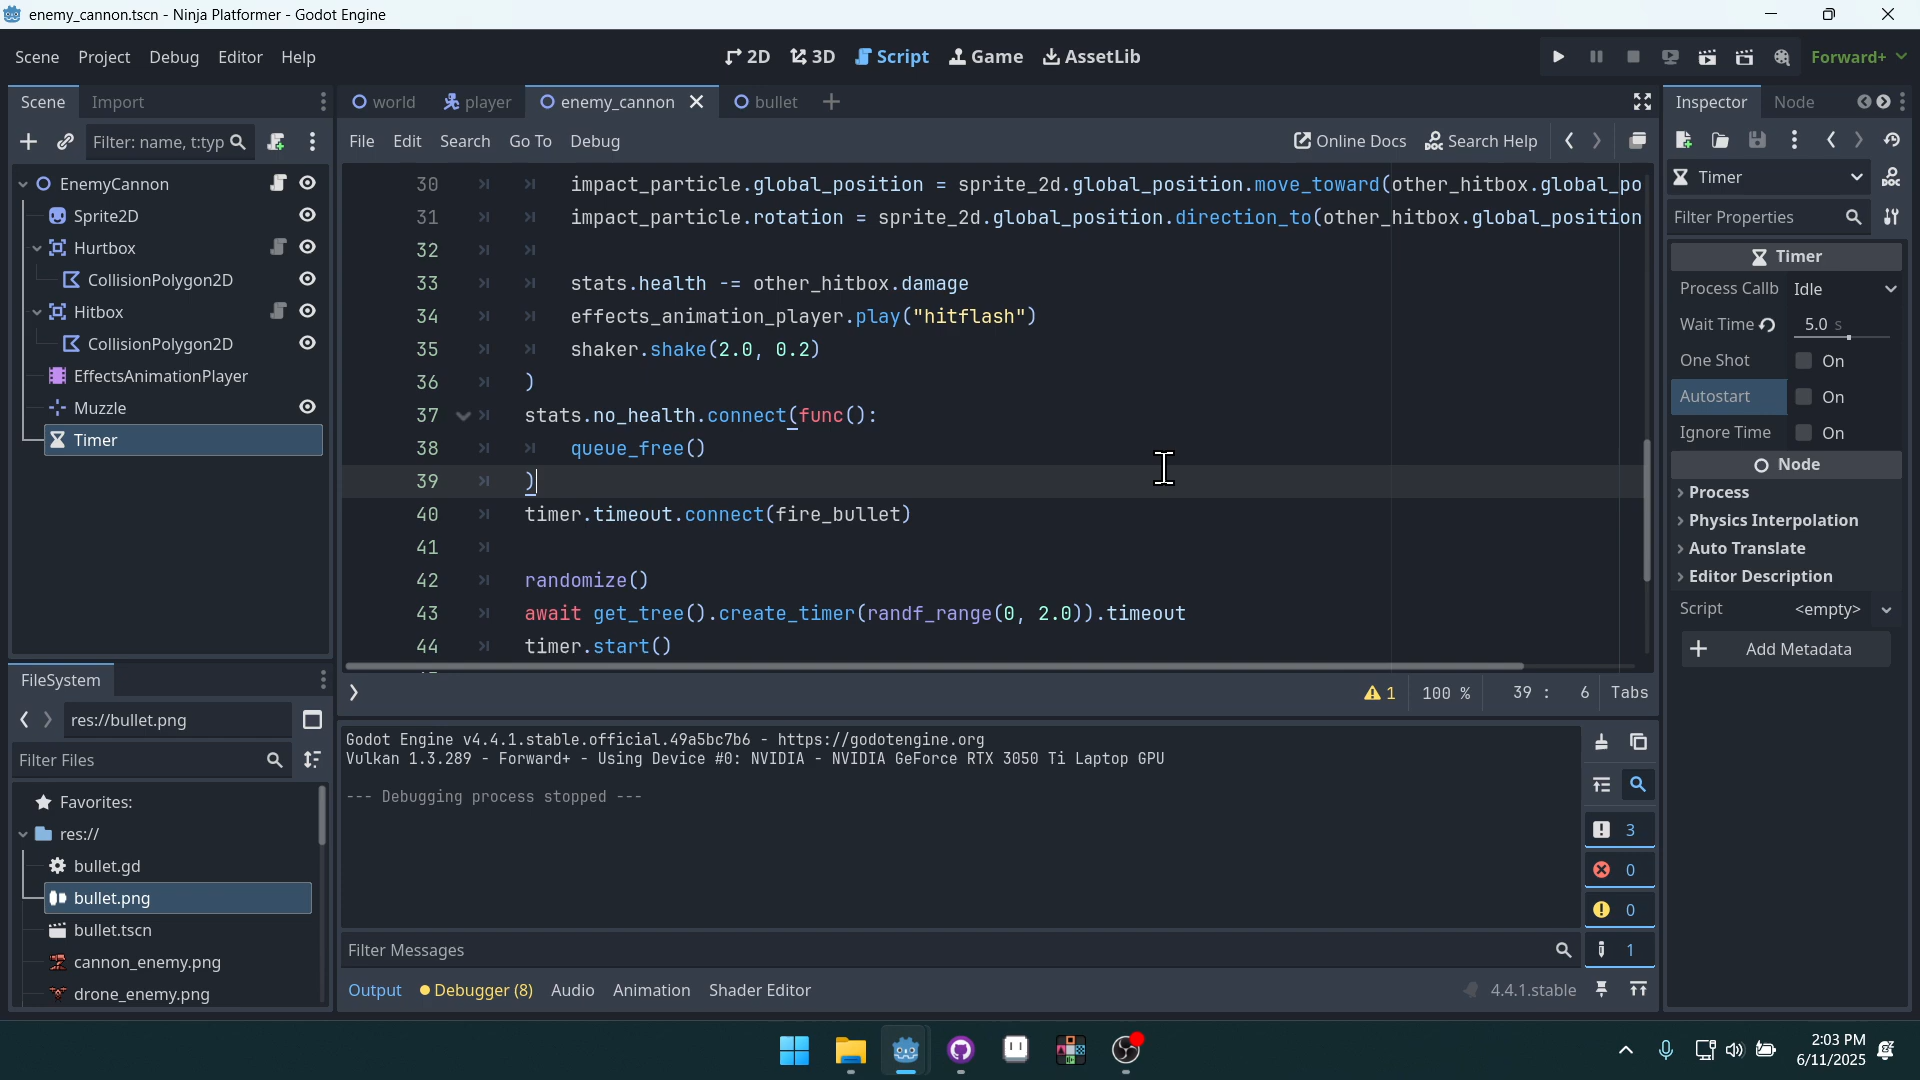 enemy_cannon.tscn - Ninja Platformer - Godot Engine
Scene Project Debug Editor Help
2D 3D Script Game AssetLib
Forward+
Scene Import
world player enemy_cannon bullet
Inspector Node
Filter: name, t:typ
File Edit Search Go To Debug
Online Docs Search Help
EnemyCannon
Sprite2D
Hurtbox
CollisionPolygon2D
Hitbox
CollisionPolygon2D
EffectsAnimationPlayer
Muzzle
Timer
30 impact_particle.global_position = sprite_2d.global_position.move_toward(other_hitbox.global_po
31 impact_particle.rotation = sprite_2d.global_position.direction_to(other_hitbox.global_position
32
33 stats.health -= other_hitbox.damage
34 effects_animation_player.play("hitflash")
35 shaker.shake(2.0, 0.2)
36 )
37 stats.no_health.connect(func():
38 queue_free()
39 )
40 timer.timeout.connect(fire_bullet)
41
42 randomize()
43 await get_tree().create_timer(randf_range(0, 2.0)).timeout
44 timer.start()
1 100 % 39 : 6 Tabs
Timer
Filter Properties
Timer
Process Callb Idle
Wait Time 5.0 s
One Shot On
Autostart On
Ignore Time On
Node
Process
Physics Interpolation
Auto Translate
Editor Description
Script <empty>
Add Metadata
FileSystem
res://bullet.png
Filter Files
Favorites:
res://
bullet.gd
bullet.png
bullet.tscn
cannon_enemy.png
drone_enemy.png
Godot Engine v4.4.1.stable.official.49a5bc7b6 - https://godotengine.org
Vulkan 1.3.289 - Forward+ - Using Device #0: NVIDIA - NVIDIA GeForce RTX 3050 Ti Laptop GPU
--- Debugging process stopped ---
3
0
0
1
Filter Messages
Output Debugger (8) Audio Animation Shader Editor
4.4.1.stable
2:03 PM
6/11/2025